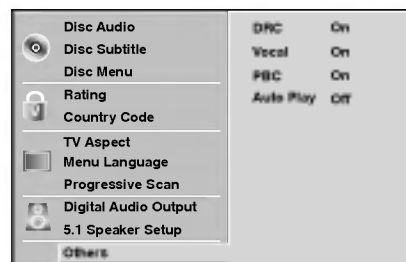 Disc Audio
Disc Subtitle
Disc Menu
Rating
Country Code
TV Aspect
Menu Language
Progressive Scan
Digital Audio Output
5.1 Speaker Setup
Others
DRC On
Vocal On
PBC On
Auto Play Off